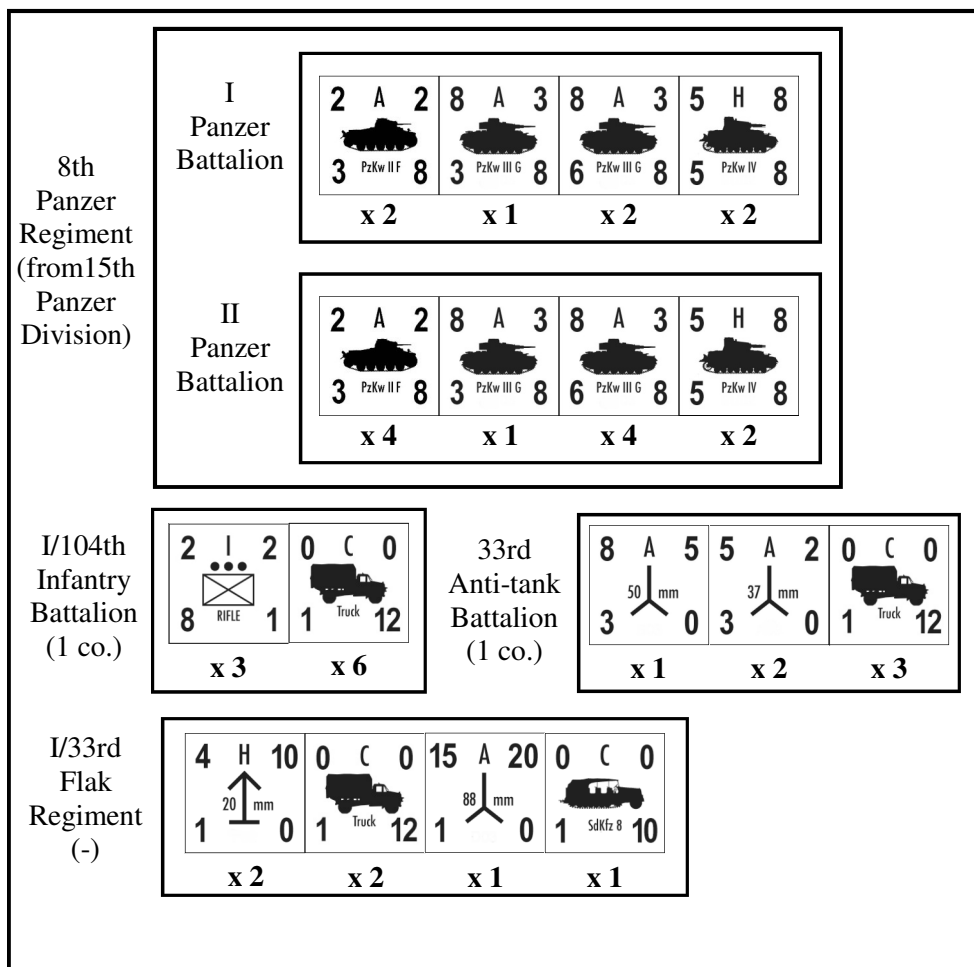 8th
Panzer
Regiment
(from15th
Panzer
Division)
I
Panzer
Battalion
2 A 2 8 A 3 8 A 3 5 H 8
PzKw II F PzKw III G PzKw III G PzKw IV
3 8 3 8 6 8 5 8
x 2 x 1 x 2 x 2
II
Panzer
Battalion
2 A 2 8 A 3 8 A 3 5 H 8
PzKw II F PzKw III G PzKw III G PzKw IV
3 8 3 8 6 8 5 8
x 4 x 1 x 4 x 2
I/104th
Infantry
Battalion
(1 co.)
2 I 2 0 C 0
RIFLE Truck
8 1 1 12
x 3 x 6
33rd
Anti-tank
Battalion
(1 co.)
8 A 5 5 A 2 0 C 0
50 mm 37 mm Truck
3 0 3 0 1 12
x 1 x 2 x 3
I/33rd
Flak
Regiment
(-)
4 H 10 0 C 0 15 A 20 0 C 0
20 mm Truck 88 mm SdKfz 8
1 0 1 12 1 0 1 10
x 2 x 2 x 1 x 1